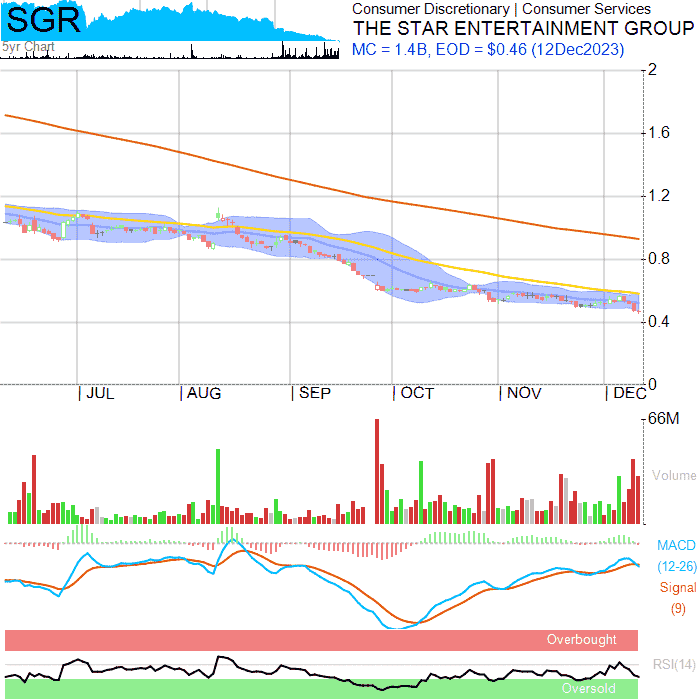 SGR
5yr Chart
Consumer Discretionary | Consumer Services
THE STAR ENTERTAINMENT GROUP
MC = 1.4B, EOD = $0.46 (12Dec2023)
2
1.6
1.2
0.8
0.4
0
| JUL | AUG | SEP | OCT | NOV | DEC
66M
Volume
MACD
(12-26)
Signal
(9)
Overbought
RSI(14)
Oversold